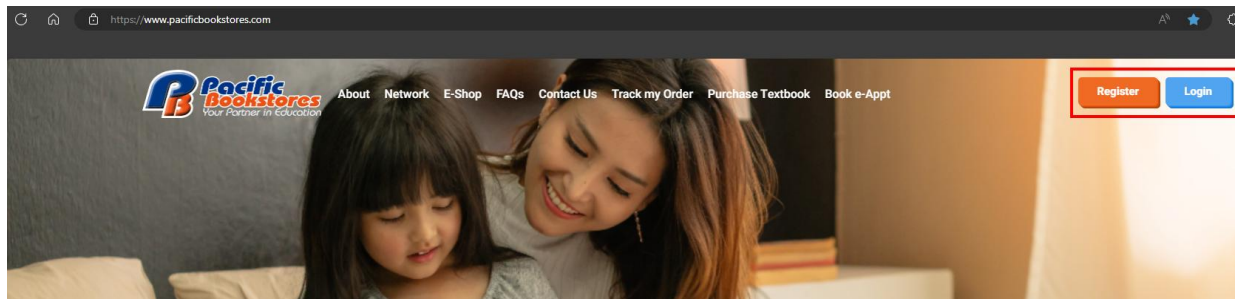 https://www.pacificbookstores.com
Pacific
Bookstores
Your Partner in Education
About Network E-Shop FAQs Contact Us Track my Order Purchase Textbook Book e-Appt
Register Login